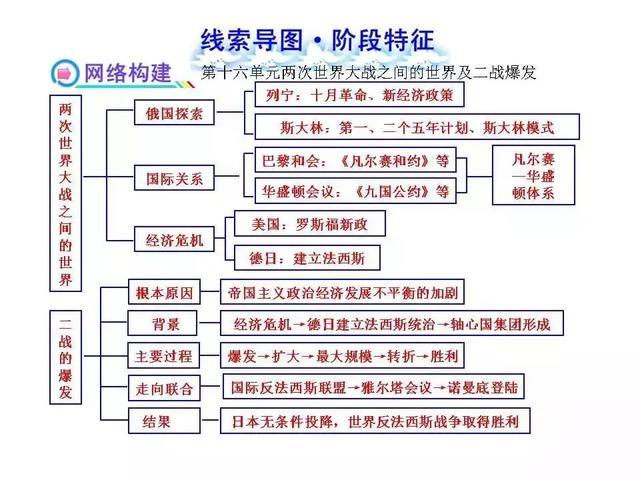 线索导图·阶段特征
网络构建
第十六单元两次世界大战之间的世界及二战爆发
两次世界大战之间的世界
俄国探索
列宁：十月革命、新经济政策
斯大林：第一、二个五年计划、斯大林模式
国际关系
巴黎和会：《凡尔赛和约》等
华盛顿会议：《九国公约》等
凡尔赛
—华盛
顿体系
经济危机
美国：罗斯福新政
德日：建立法西斯
二战的爆发
根本原因
帝国主义政治经济发展不平衡的加剧
背景
经济危机→德日建立法西斯统治→轴心国集团形成
主要过程
爆发→扩大→最大规模→转折→胜利
走向联合
国际反法西斯联盟→雅尔塔会议→诺曼底登陆
结果
日本无条件投降，世界反法西斯战争取得胜利